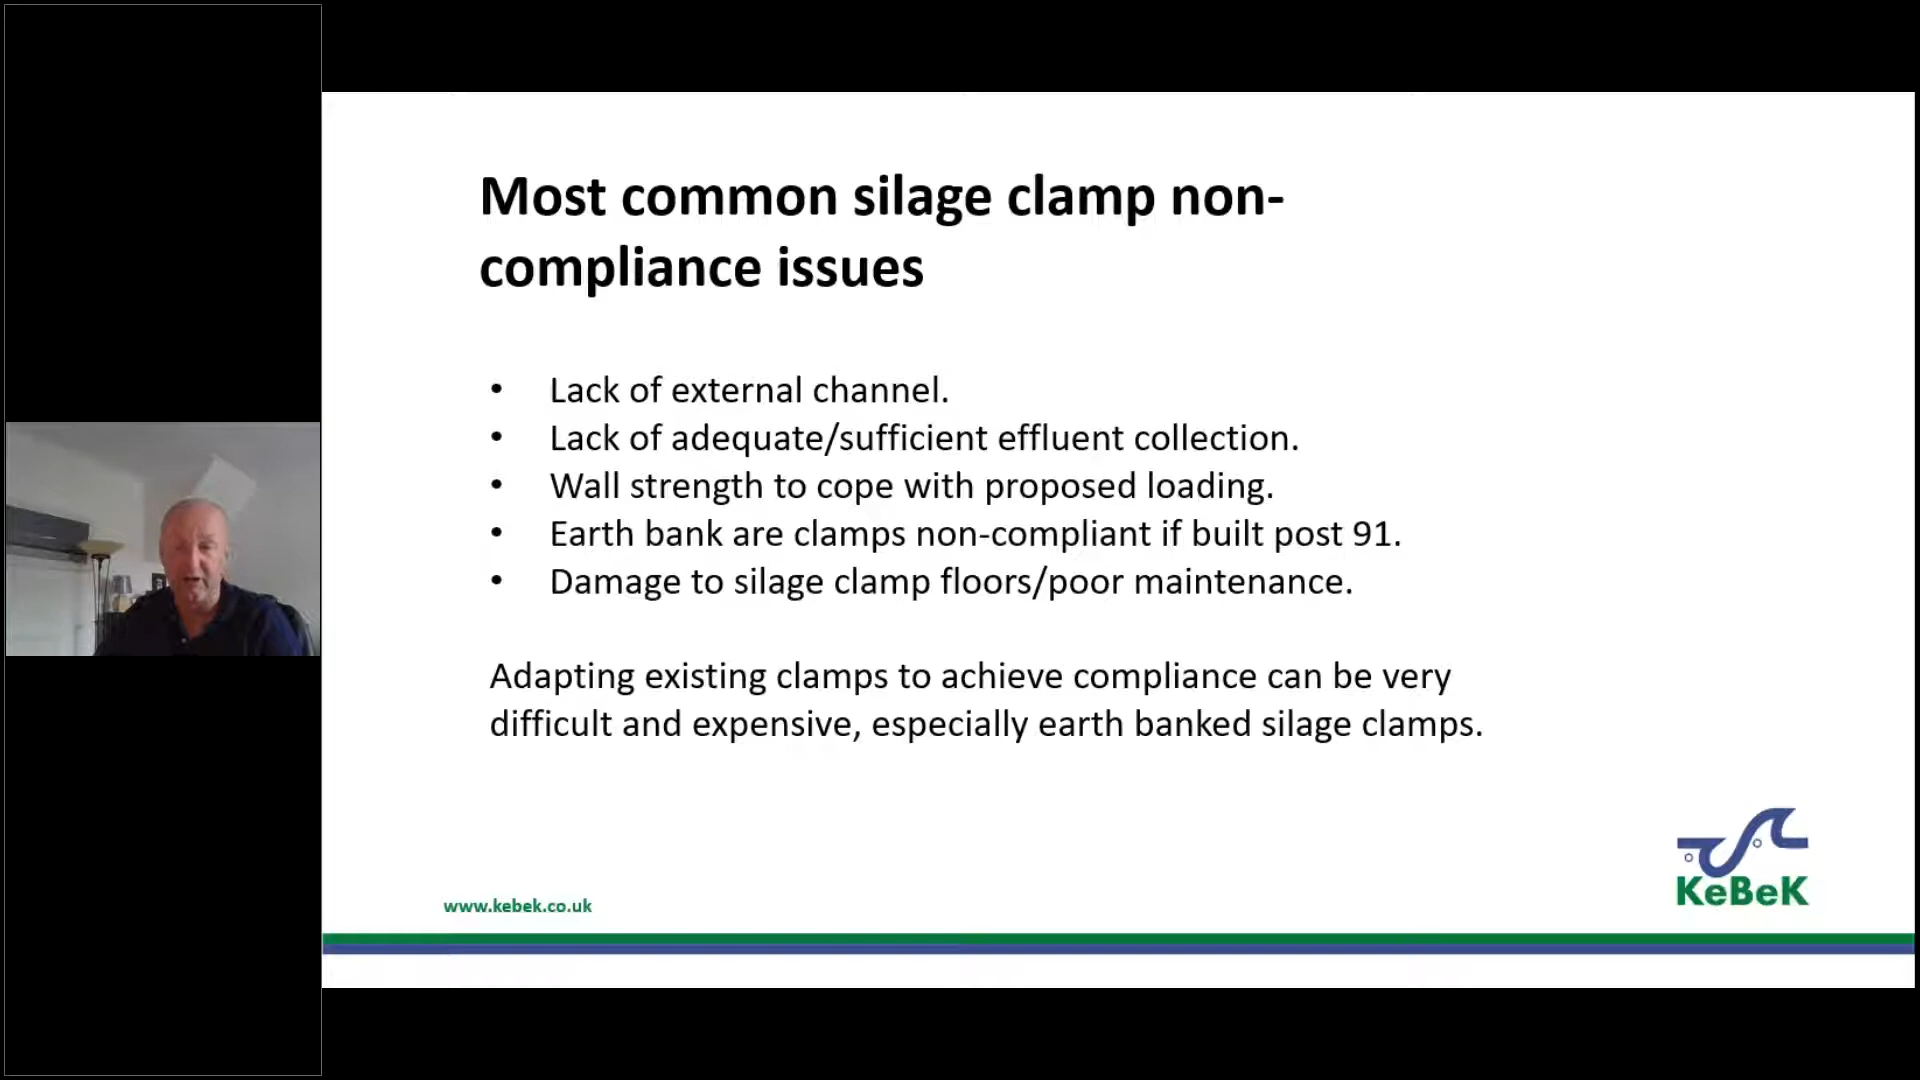 Most common silage clamp non-
compliance issues
• Lack of external channel.
• Lack of adequate/sufficient effluent collection.
• Wall strength to cope with proposed loading.
• Earth bank are clamps non-compliant if built post 91.
• Damage to silage clamp floors/poor maintenance.
Adapting existing clamps to achieve compliance can be very
difficult and expensive, especially earth banked silage clamps.
www.kebek.co.uk
KeBeK